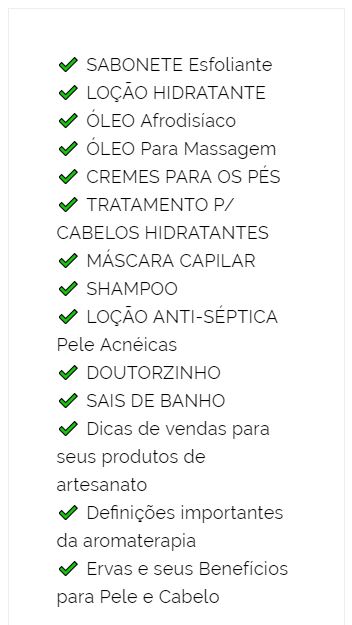 SABONETE Esfoliante
LOÇÃO HIDRATANTE
ÓLEO Afrodisíaco
ÓLEO Para Massagem
CREMES PARA OS PÉS
TRATAMENTO P/
CABELOS HIDRATANTES
MÁSCARA CAPILAR
SHAMPOO
LOÇÃO ANTI-SÉPTICA
Pele Acnéicas
DOUTORZINHO
SAIS DE BANHO
Dicas de vendas para
seus produtos de
artesanato
Definições importantes
da aromaterapia
Ervas e seus Benefícios
para Pele e Cabelo